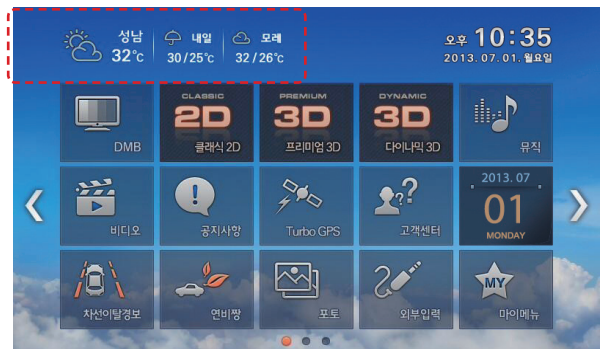 성남
32°c
내일
30/25°c
모레
32/26°c
오후 10:35
2013.07.01.월요일
DMB
CLASSIC
2D
클래식 2D
PREMIUM
3D
프리미엄 3D
DYNAMIC
3D
다이나믹 3D
뮤직
비디오
공지사항
Turbo GPS
고객센터
2013.07
01
MONDAY
차선이탈경보
연비짱
포토
외부입력
MY
마이메뉴